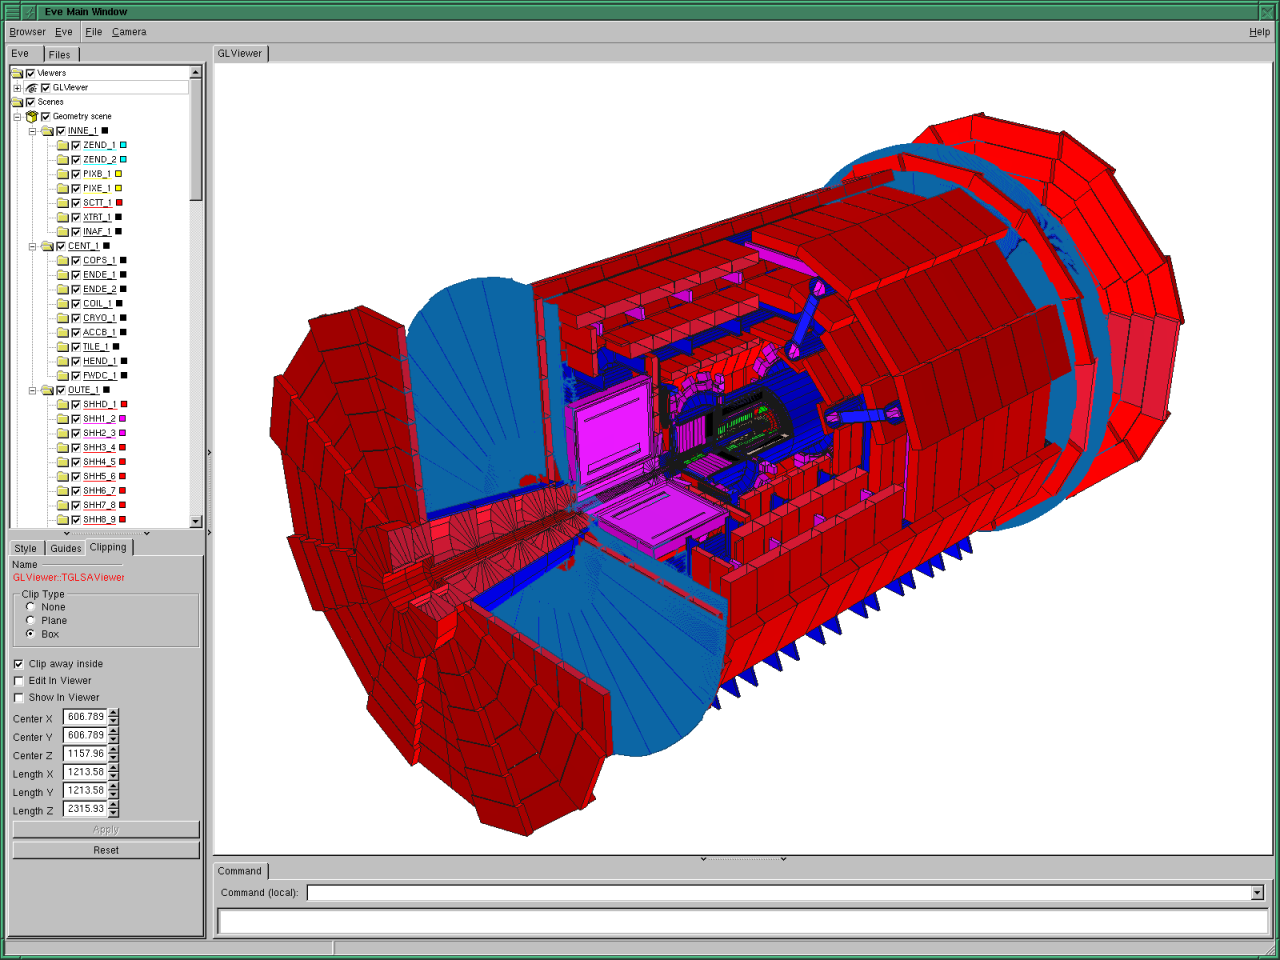 Eve Main Window
Browser Eve File Camera Help
Eve Files
GLViewer
Viewers
GLViewer
Scenes
Geometry scene
INNE_1
ZEND_1
ZEND_2
PIXB_1
PIXE_1
SCTT_1
XTRT_1
INAF_1
CENT_1
COPS_1
ENDE_1
ENDE_2
COIL_1
CRYO_1
ACCB_1
TILE_1
HEND_1
FWDC_1
OUTE_1
SHHD_1
SHH1_2
SHH2_3
SHH3_4
SHH4_5
SHH5_6
SHH6_7
SHH7_8
SHH8_9
Style Guides Clipping
Name
GLViewer::TGLSAViewer
Clip Type
None
Plane
Box
Clip away inside
Edit In Viewer
Show In Viewer
Center X 606.789
Center Y 606.789
Center Z 1157.96
Length X 1213.58
Length Y 1213.58
Length Z 2315.93
Apply
Reset
Command
Command (local):